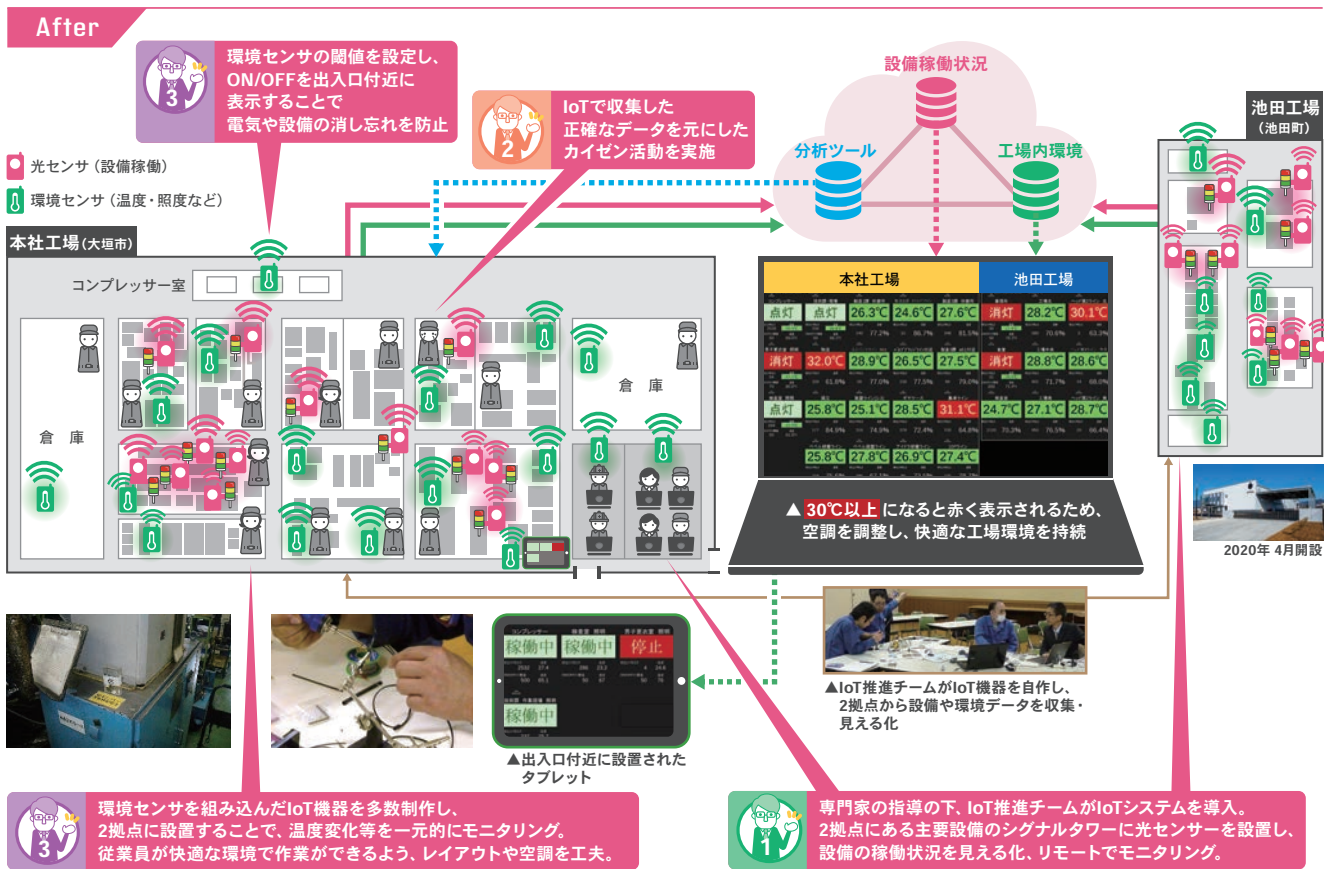 After
3
環境センサの閾値を設定し、
ON/OFFを出入口付近に
表示することで
電気や設備の消し忘れを防止
2
IoTで収集した
正確なデータを元にした
カイゼン活動を実施
設備稼働状況
分析ツール
工場内環境
池田工場
(池田町)
光センサ(設備稼働)
環境センサ(温度・照度など)
本社工場(大垣市)
コンプレッサー室
倉 庫
倉 庫
本社工場
池田工場
点灯 点灯 26.3℃ 24.6℃ 27.6℃ 消灯 28.2℃ 30.1℃
消灯 32.0℃ 28.9℃ 26.5℃ 27.5℃ 消灯 28.8℃ 28.6℃
点灯 25.8℃ 25.1℃ 28.5℃ 31.1℃ 24.7℃ 27.1℃ 28.7℃
25.8℃ 27.8℃ 26.9℃ 27.4℃
▲30℃以上になると赤く表示されるため、
空調を調整し、快適な工場環境を持続
2020年 4月開設
コンプレッサー 検査室 照明 男子更衣室 照明
稼働中 稼働中 停止
稼働中
▲出入口付近に設置された
タブレット
▲IoT推進チームがIoT機器を自作し、
2拠点から設備や環境データを収集・
見える化
3
環境センサを組み込んだIoT機器を多数制作し、
2拠点に設置することで、温度変化等を一元的にモニタリング。
従業員が快適な環境で作業ができるよう、レイアウトや空調を工夫。
1
専門家の指導の下、IoT推進チームがIoTシステムを導入。
2拠点にある主要設備のシグナルタワーに光センサーを設置し、
設備の稼働状況を見える化、リモートでモニタリング。